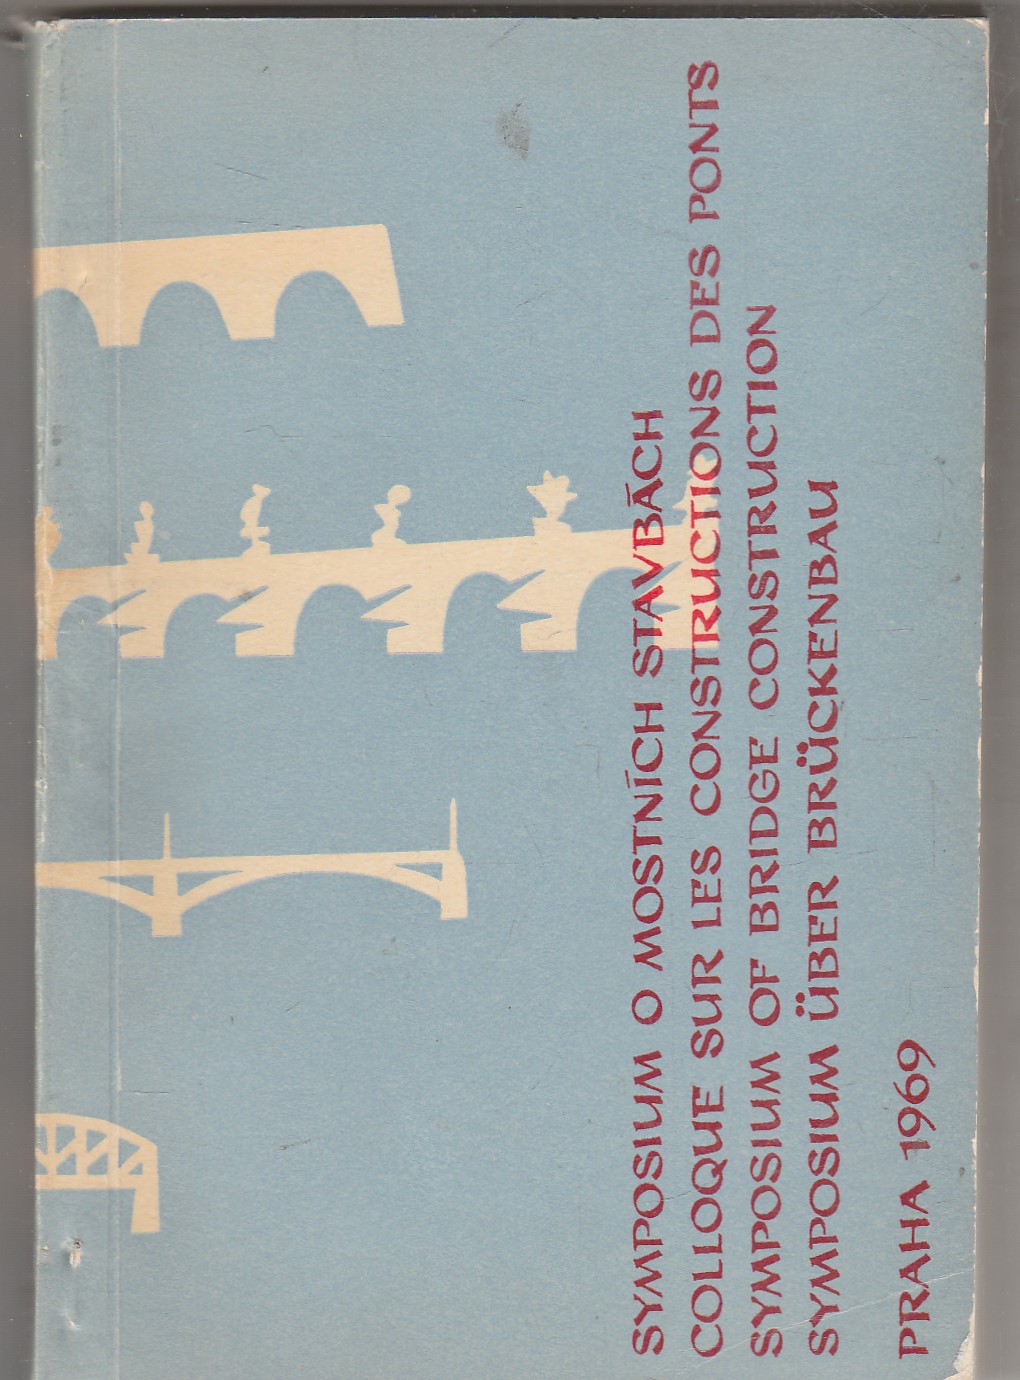 SYMPOSIUM O MOSTNÍCH STAVBÁCH
COLLOQUE SUR LES CONSTRUCTIONS DES PONTS
SYMPOSIUM OF BRIDGE CONSTRUCTION
SYMPOSIUM ÜBER BRÜCKENBAU
PRAHA 1969